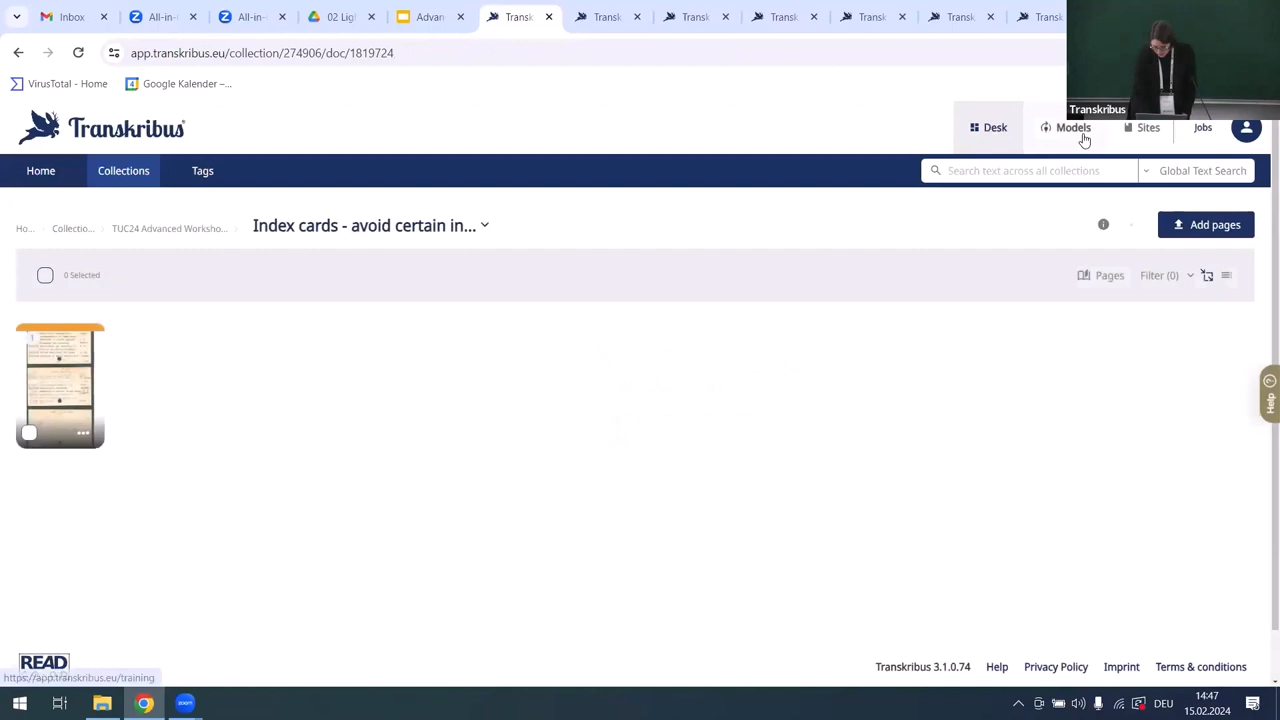 Inbox
All-in-
All-in-
02 Lig
Advan
Transk
Transk
Transk
Transk
Transk
Transk
Transk
app.transkribus.eu/collection/274906/doc/1819724
VirusTotal - Home
Google Kalender –...
Transkribus
Transkribus
Desk
Models
Sites
Jobs
Home
Collections
Tags
Search text across all collections
Global Text Search
Ho...
Collectio...
TUC24 Advanced Worksho...
Index cards - avoid certain in...
Add pages
0 Selected
Pages
Filter (0)
1
Help
READ
Transkribus 3.1.0.74
Help
Privacy Policy
Imprint
Terms & conditions
https://app.transkribus.eu/training
zoom
DEU
14:47
15.02.2024